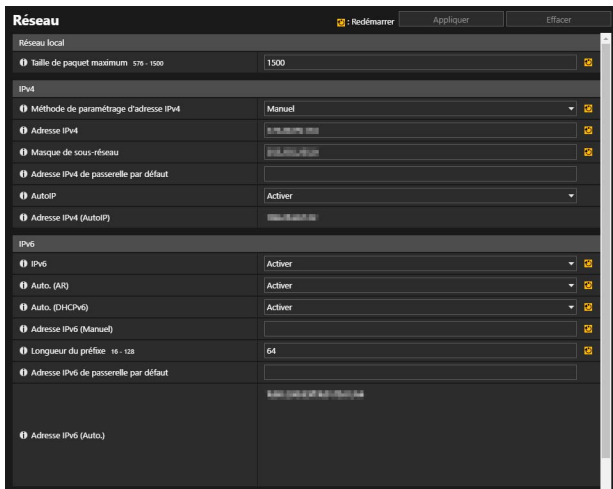 Réseau
: Redémarrer
Appliquer
Effacer
Réseau local
Taille de paquet maximum 576 - 1500
1500
IPv4
Méthode de paramétrage d'adresse IPv4
Manuel
Adresse IPv4
Masque de sous-réseau
Adresse IPv4 de passerelle par défaut
AutoIP
Activer
Adresse IPv4 (AutoIP)
IPv6
IPv6
Activer
Auto. (AR)
Activer
Auto. (DHCPv6)
Activer
Adresse IPv6 (Manuel)
Longueur du préfixe 16 - 128
64
Adresse IPv6 de passerelle par défaut
Adresse IPv6 (Auto.)